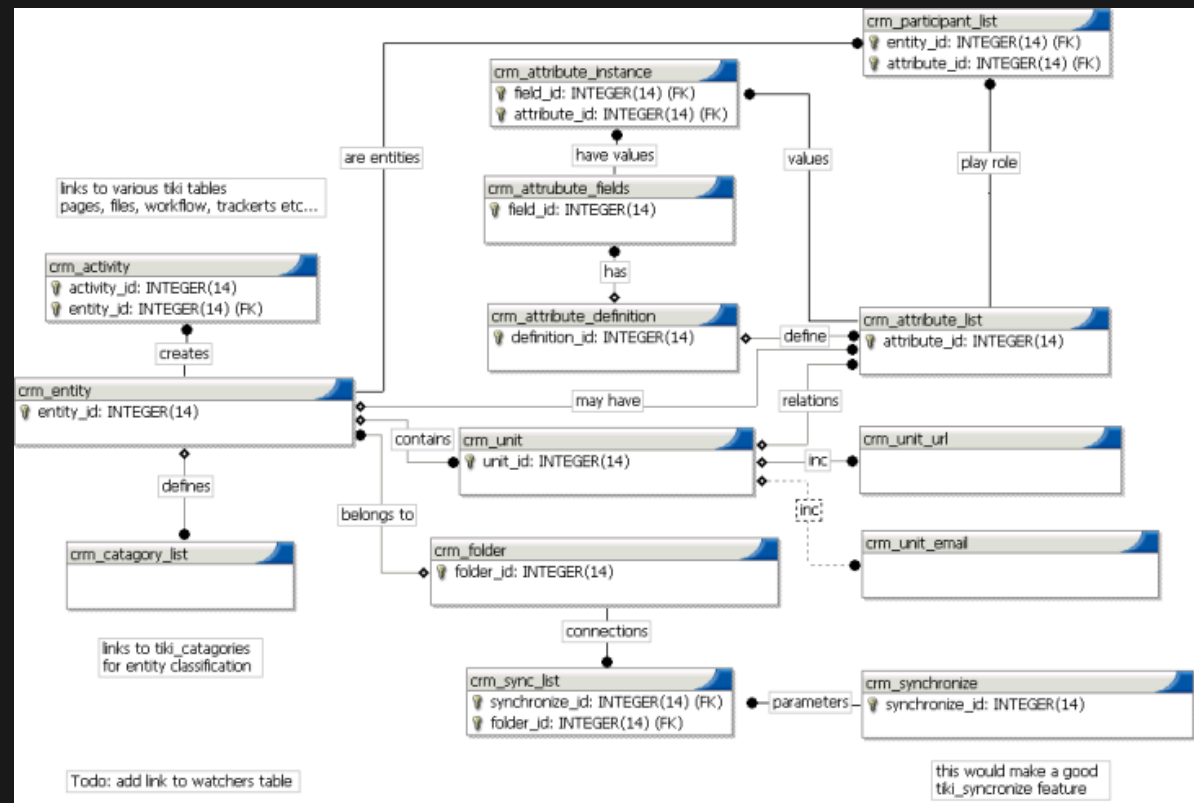 crm_participant_list
entity_id: INTEGER(14) (FK)
attribute_id: INTEGER(14) (FK)
crm_attribute_instance
field_id: INTEGER(14) (FK)
attribute_id: INTEGER(14) (FK)
are entities
have values
values
play role
links to various tiki tables
pages, files, workflow, trackerts etc...
crm_attrubute_fields
field_id: INTEGER(14)
has
crm_activity
activity_id: INTEGER(14)
entity_id: INTEGER(14) (FK)
creates
crm_attribute_definition
definition_id: INTEGER(14)
define
crm_attribute_list
attribute_id: INTEGER(14)
crm_entity
entity_id: INTEGER(14)
may have
relations
contains
crm_unit
unit_id: INTEGER(14)
inc
crm_unit_url
defines
belongs to
inc
crm_unit_email
crm_catagory_list
crm_folder
folder_id: INTEGER(14)
links to tiki_catagories
for entity classification
connections
crm_sync_list
synchronize_id: INTEGER(14) (FK)
folder_id: INTEGER(14) (FK)
parameters
crm_synchronize
synchronize_id: INTEGER(14)
Todo: add link to watchers table
this would make a good
tiki_syncronize feature